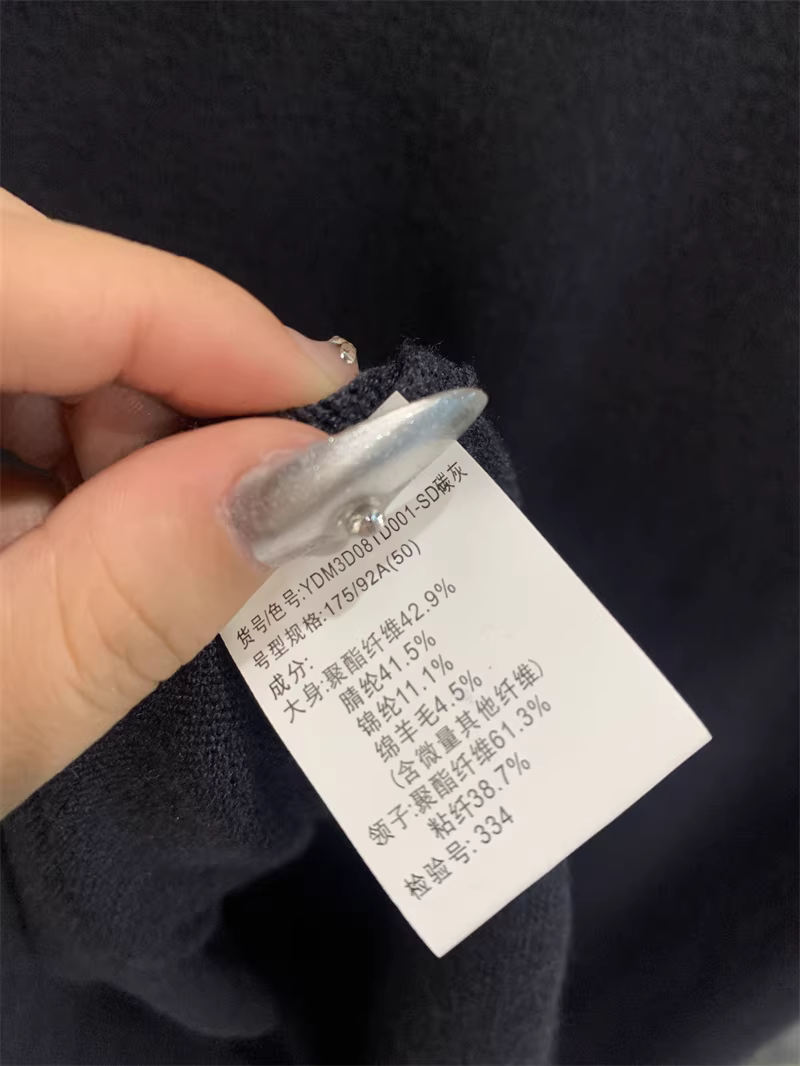 货号/色号:YDM3D081D001-SD碳灰
号型规格:175/92A(50)
成分:
大身:聚酯纤维42.9%
腈纶41.5%
锦纶11.1%
绵羊毛4.5%
(含微量其他纤维)
领子:聚酯纤维61.3%
粘纤38.7%
检验号: 334